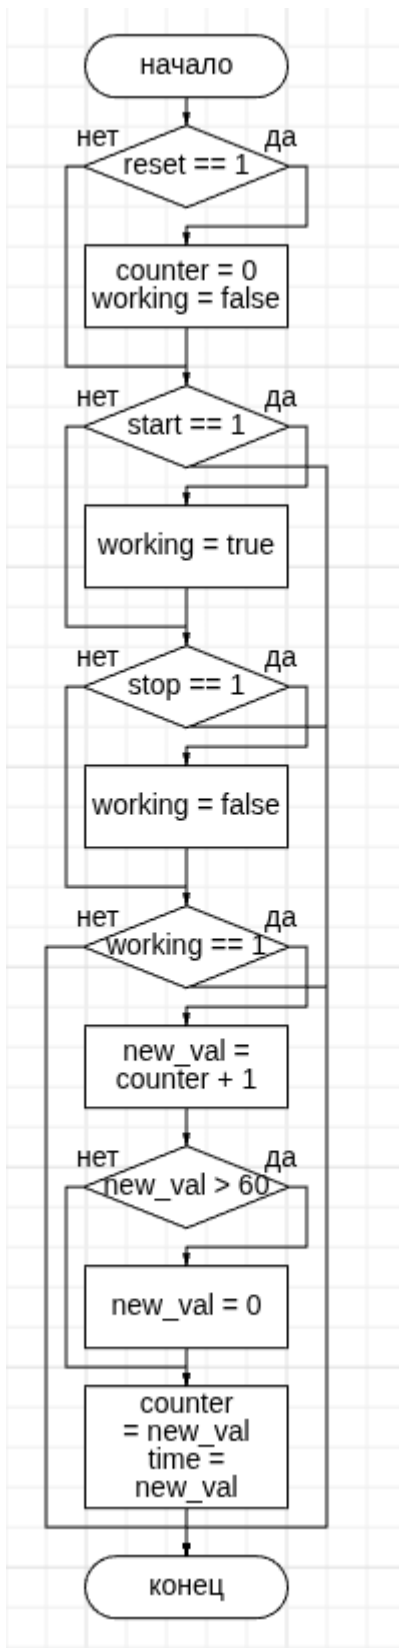 начало
нет
да
reset == 1
counter = 0
working = false
нет
да
start == 1
working = true
нет
да
stop == 1
working = false
нет
да
working == 1
new_val =
counter + 1
нет
да
new_val > 60
new_val = 0
counter
= new_val
time =
new_val
конец